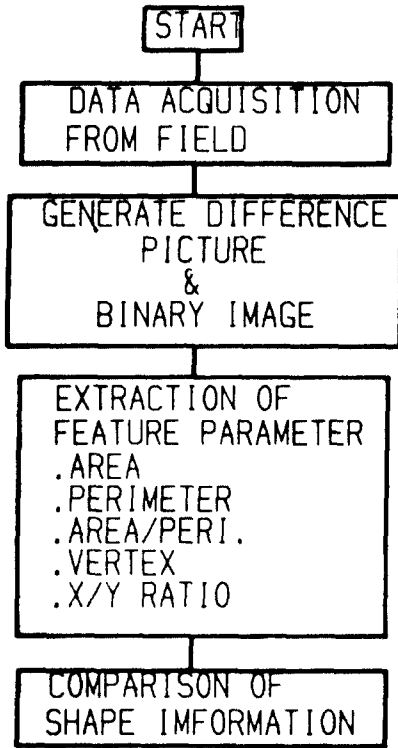 START
DATA ACQUISITION
FROM FIELD
GENERATE DIFFERENCE
PICTURE
&
BINARY IMAGE
EXTRACTION OF
FEATURE PARAMETER
.AREA
.PERIMETER
.AREA/PERI.
.VERTEX
.X/Y RATIO
COMPARISON OF
SHAPE IMFORMATION